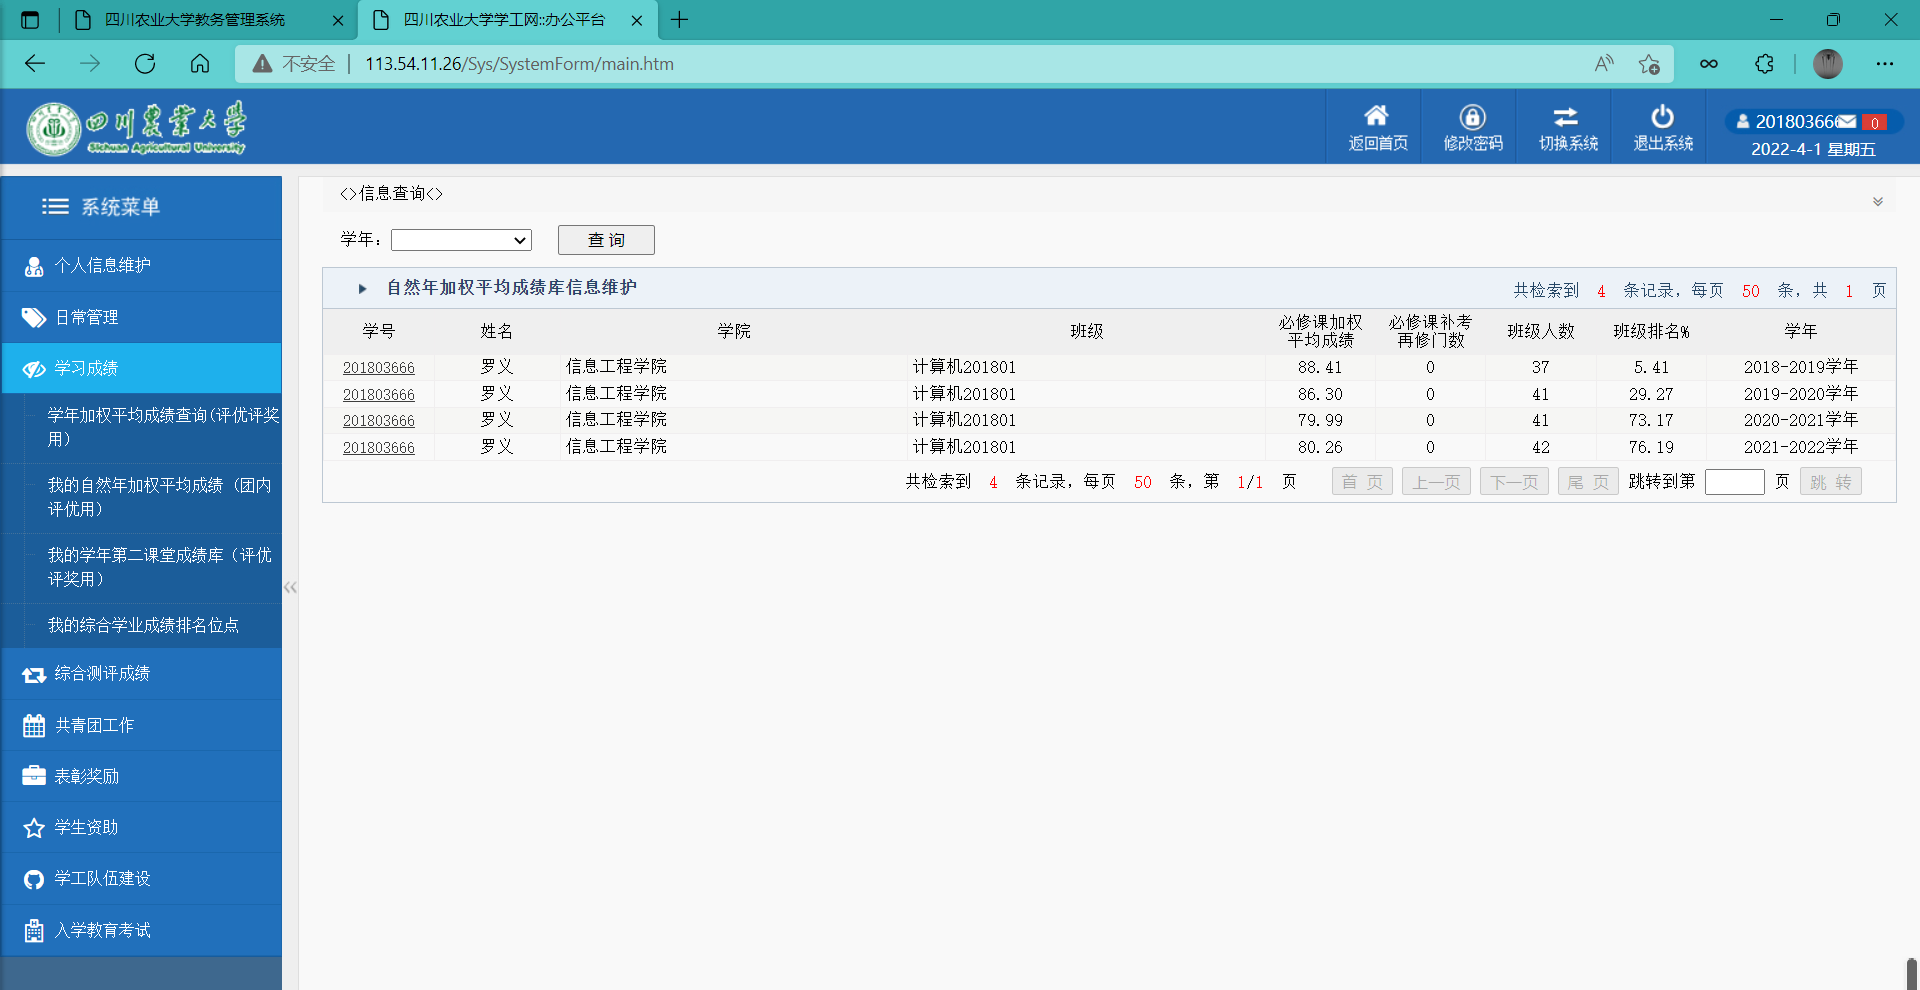 四川农业大学教务管理系统
四川农业大学学工网::办公平台
不安全 | 113.54.11.26/Sys/SystemForm/main.htm
四川农业大学
Sichuan Agricultural University
返回首页
修改密码
切换系统
退出系统
201803666 0
2022-4-1 星期五
系统菜单
个人信息维护
日常管理
学习成绩
学年加权平均成绩查询(评优评奖
用)
我的自然年加权平均成绩（团内
评优用）
我的学年第二课堂成绩库（评优
评奖用）
我的综合学业成绩排名位点
综合测评成绩
共青团工作
表彰奖励
学生资助
学工队伍建设
入学教育考试
<>信息查询<>
学年：
查 询
自然年加权平均成绩库信息维护
共检索到 4 条记录，每页 50 条，共 1 页
学号 姓名 学院 班级 必修课加权平均成绩 必修课补考再修门数 班级人数 班级排名% 学年
201803666 罗义 信息工程学院 计算机201801 88.41 0 37 5.41 2018-2019学年
201803666 罗义 信息工程学院 计算机201801 86.30 0 41 29.27 2019-2020学年
201803666 罗义 信息工程学院 计算机201801 79.99 0 41 73.17 2020-2021学年
201803666 罗义 信息工程学院 计算机201801 80.26 0 42 76.19 2021-2022学年
共检索到 4 条记录，每页 50 条，第 1/1 页 首 页 上一页 下一页 尾 页 跳转到第 页 跳 转